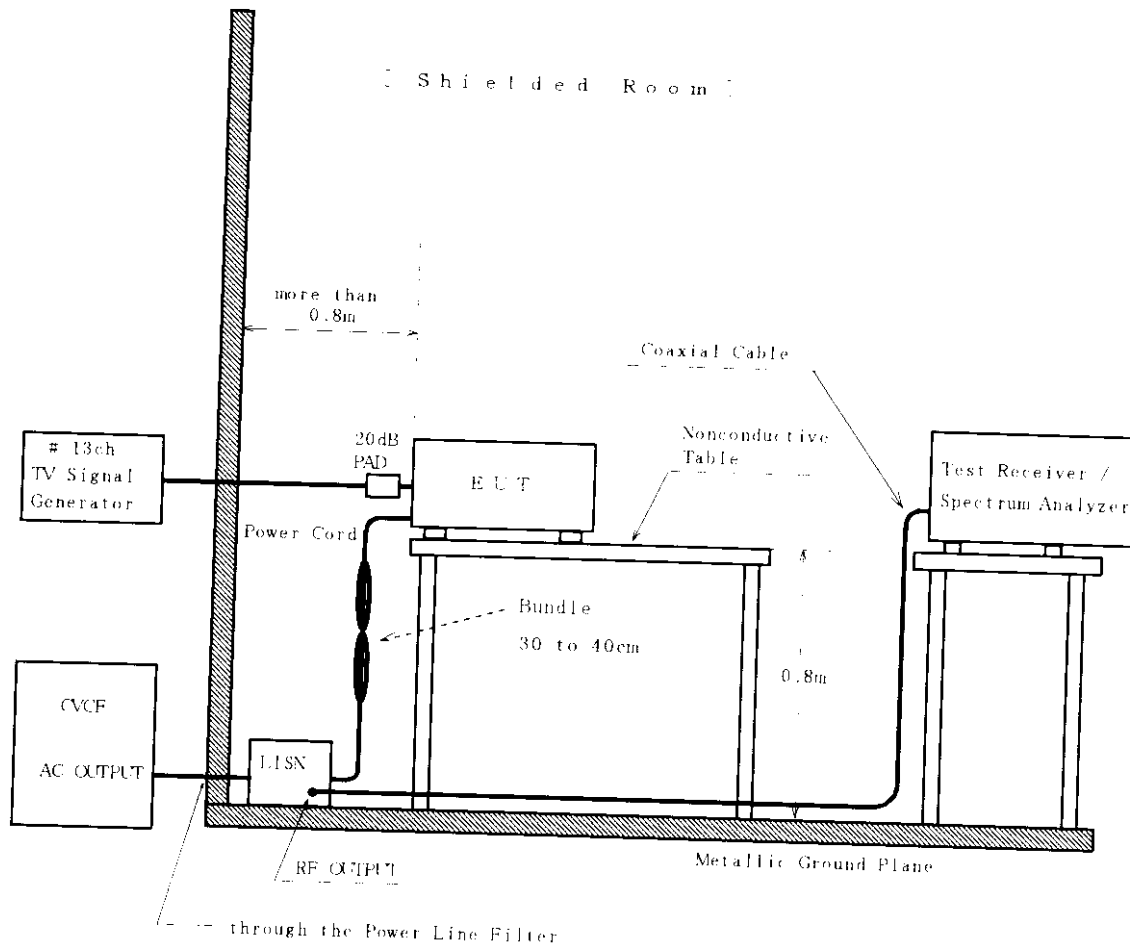 [ Shielded Room ]
more than
0.8m
Coaxial Cable
# 13ch
TV Signal
Generator
20dB
PAD
E U T
Nonconductive
Table
Test Receiver /
Spectrum Analyzer
Power Cord
Bundle
30 to 40cm
0.8m
CVCF
AC OUTPUT
LISN
RF OUTPUT
Metallic Ground Plane
through the Power Line Filter